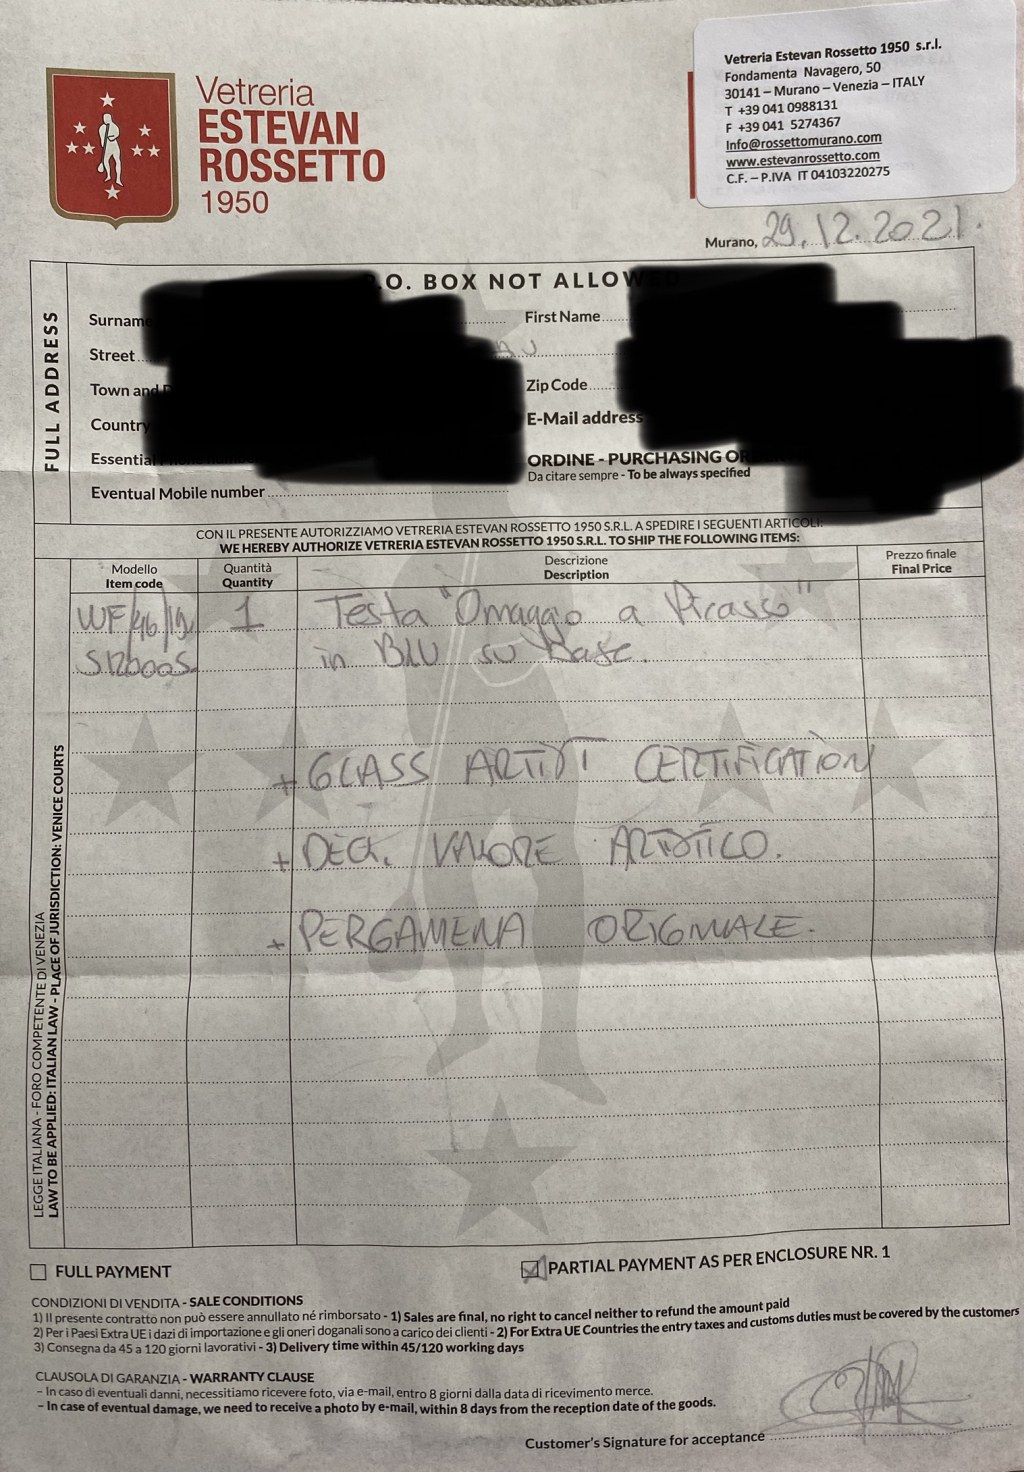 Vetreria
ESTEVAN
ROSSETTO
1950
Vetreria Estevan Rossetto 1950 s.r.l.
Fondamenta Navagero, 50
30141 – Murano – Venezia – ITALY
T +39 041 0988131
F +39 041 5274367
Info@rossettomurano.com
www.estevanrossetto.com
C.F. – P.IVA IT 04103220275
Murano, 29.12.2021.
FULL ADDRESS
.O. BOX NOT ALLOW
Surname
First Name
Street
Town and
Zip Code
Country
E-Mail address
Essential
ORDINE - PURCHASING OR
Da citare sempre - To be always specified
Eventual Mobile number
CON IL PRESENTE AUTORIZZIAMO VETRERIA ESTEVAN ROSSETTO 1950 S.R.L. A SPEDIRE I SEGUENTI ARTICOLI:
WE HEREBY AUTHORIZE VETRERIA ESTEVAN ROSSETTO 1950 S.R.L. TO SHIP THE FOLLOWING ITEMS:
Modello Quantità Descrizione Prezzo finale
Item code Quantity Description Final Price
1 Testa "Omaggio a Picasso"
in BLU su Base.
+ GLASS ARTIST CERTIFICATION
+ DECH. VALORE ARTISTICO.
+ PERGAMENA ORIGINALE.
LEGGE ITALIANA - FORO COMPETENTE DI VENEZIA
LAW TO BE APPLIED: ITALIAN LAW - PLACE OF JURISDICTION: VENICE COURTS
FULL PAYMENT
PARTIAL PAYMENT AS PER ENCLOSURE NR. 1
CONDIZIONI DI VENDITA - SALE CONDITIONS
1) Il presente contratto non può essere annullato né rimborsato - 1) Sales are final, no right to cancel neither to refund the amount paid
2) Per i Paesi Extra UE i dazi di importazione e gli oneri doganali sono a carico dei clienti - 2) For Extra UE Countries the entry taxes and customs duties must be covered by the customers
3) Consegna da 45 a 120 giorni lavorativi - 3) Delivery time within 45/120 working days
CLAUSOLA DI GARANZIA - WARRANTY CLAUSE
– In caso di eventuali danni, necessitiamo ricevere foto, via e-mail, entro 8 giorni dalla data di ricevimento merce.
– In case of eventual damage, we need to receive a photo by e-mail, within 8 days from the reception date of the goods.
Customer's Signature for acceptance